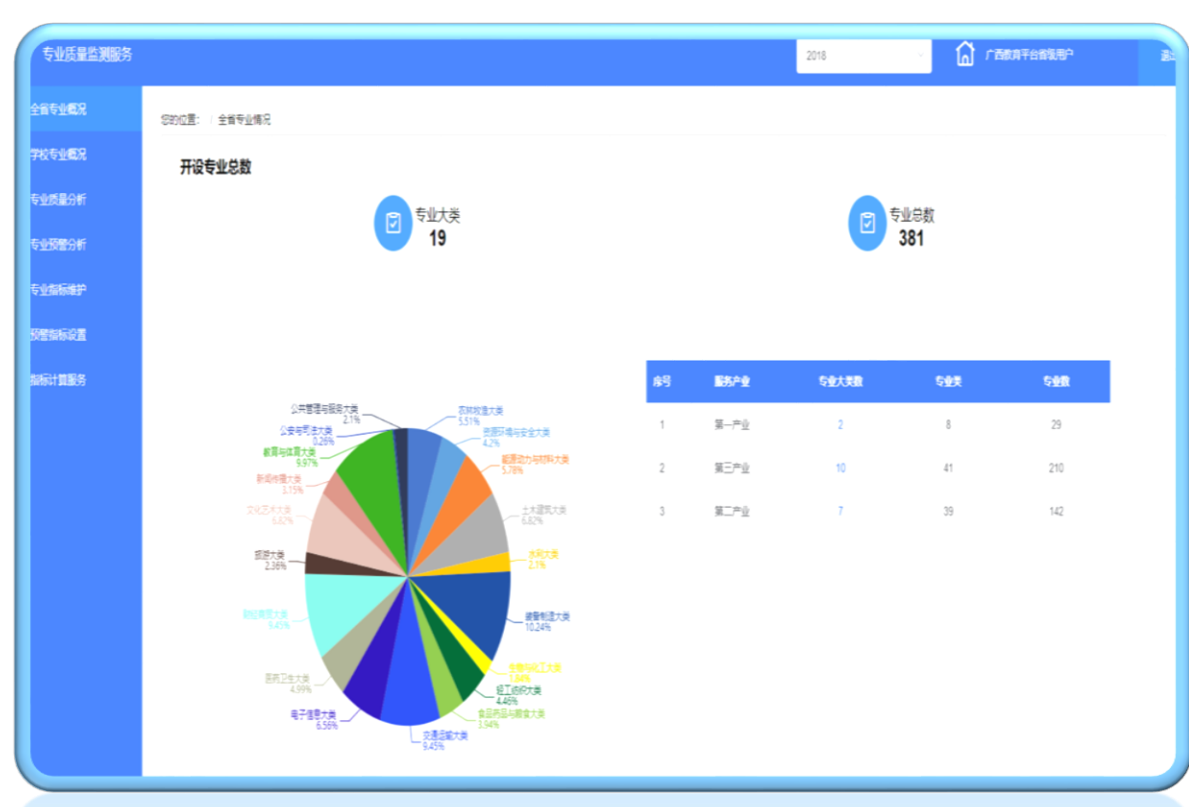 专业质量监测服务
2018
广西教育平台省级用户
退出
全省专业概况
学校专业概况
专业质量分析
专业预警分析
专业指标维护
预警指标设置
指标计算服务
您的位置： / 全省专业情况
开设专业总数
专业大类
19
专业总数
381
公共管理与服务大类
2.1%
公安与司法大类
0.26%
教育与体育大类
9.97%
新闻传播大类
3.15%
文化艺术大类
6.82%
旅游大类
2.36%
财经商贸大类
9.45%
医药卫生大类
4.99%
电子信息大类
6.56%
交通运输大类
9.45%
食品药品与粮食大类
3.94%
轻工纺织大类
4.46%
生物与化工大类
1.84%
装备制造大类
10.24%
水利大类
2.1%
土木建筑大类
6.82%
能源动力与材料大类
5.78%
资源环境与安全大类
4.2%
农林牧渔大类
5.51%
序号 服务产业 专业大类数 专业类 专业数
1 第一产业 2 8 29
2 第三产业 10 41 210
3 第二产业 7 39 142